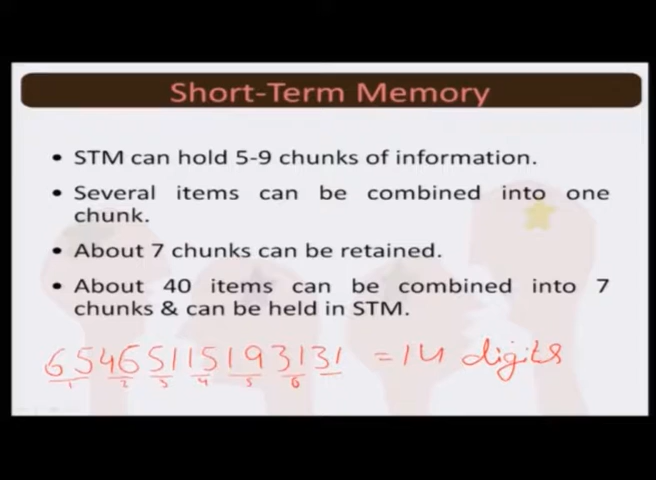 Short-Term Memory
• STM can hold 5-9 chunks of information.
• Several items can be combined into one
chunk.
• About 7 chunks can be retained.
• About 40 items can be combined into 7
chunks & can be held in STM.
65465115193131 = 14 digits
1 2 3 4 5 6